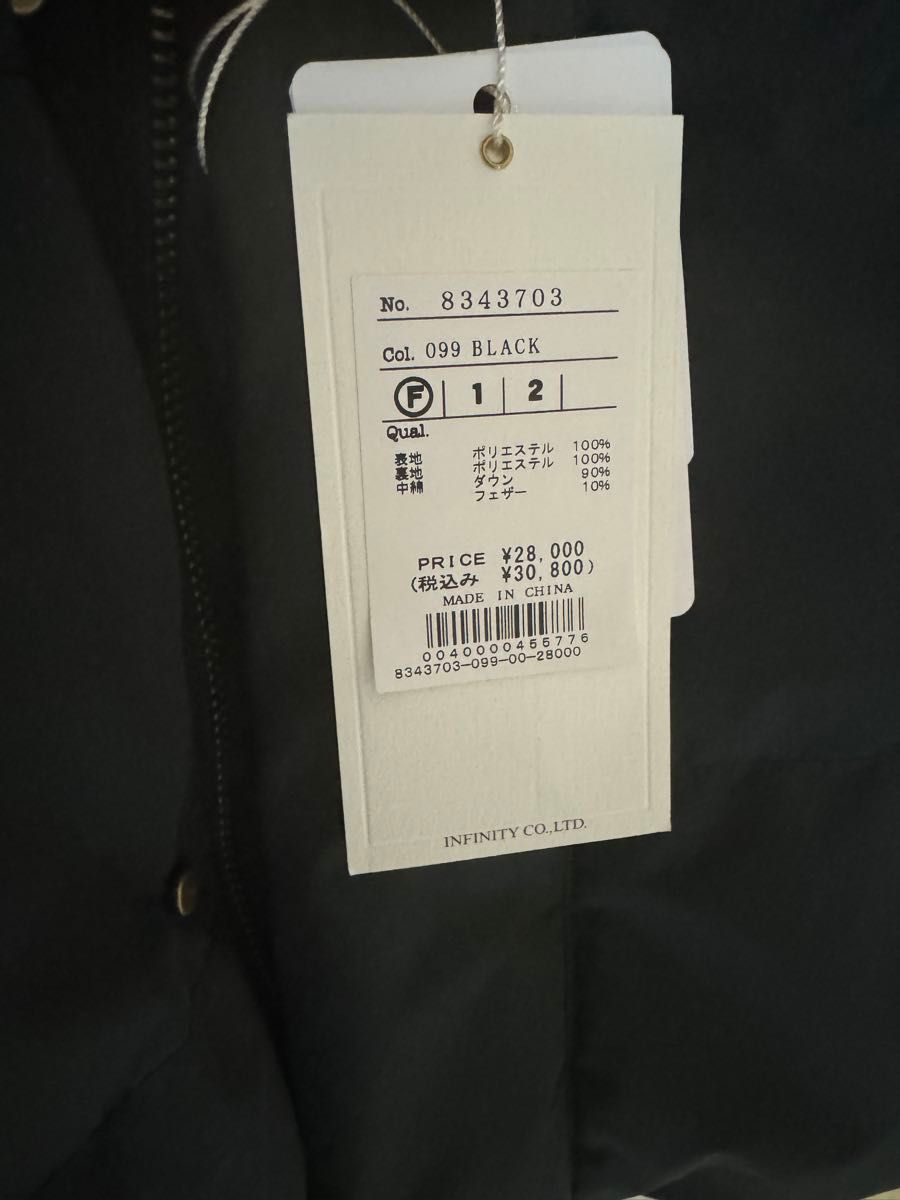 No. 8343703
Col. 099 BLACK
F 1 2
Qual.
表地 ポリエステル 100%
裏地 ポリエステル 100%
中綿 ダウン 90%
フェザー 10%
PRICE ¥28,000
(税込み ¥30,800)
MADE IN CHINA
0040000455776
8343703-099-00-28000
INFINITY CO.,LTD.